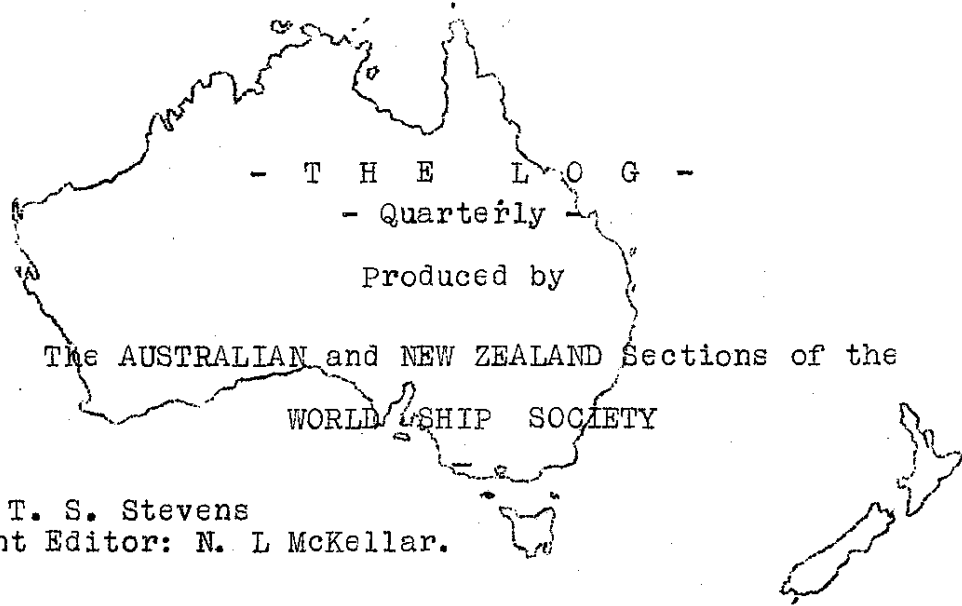 - T H E L O G -
- Quarterly -
Produced by
The AUSTRALIAN and NEW ZEALAND Sections of the
WORLD SHIP SOCIETY
T. S. Stevens
nt Editor: N. L McKellar.